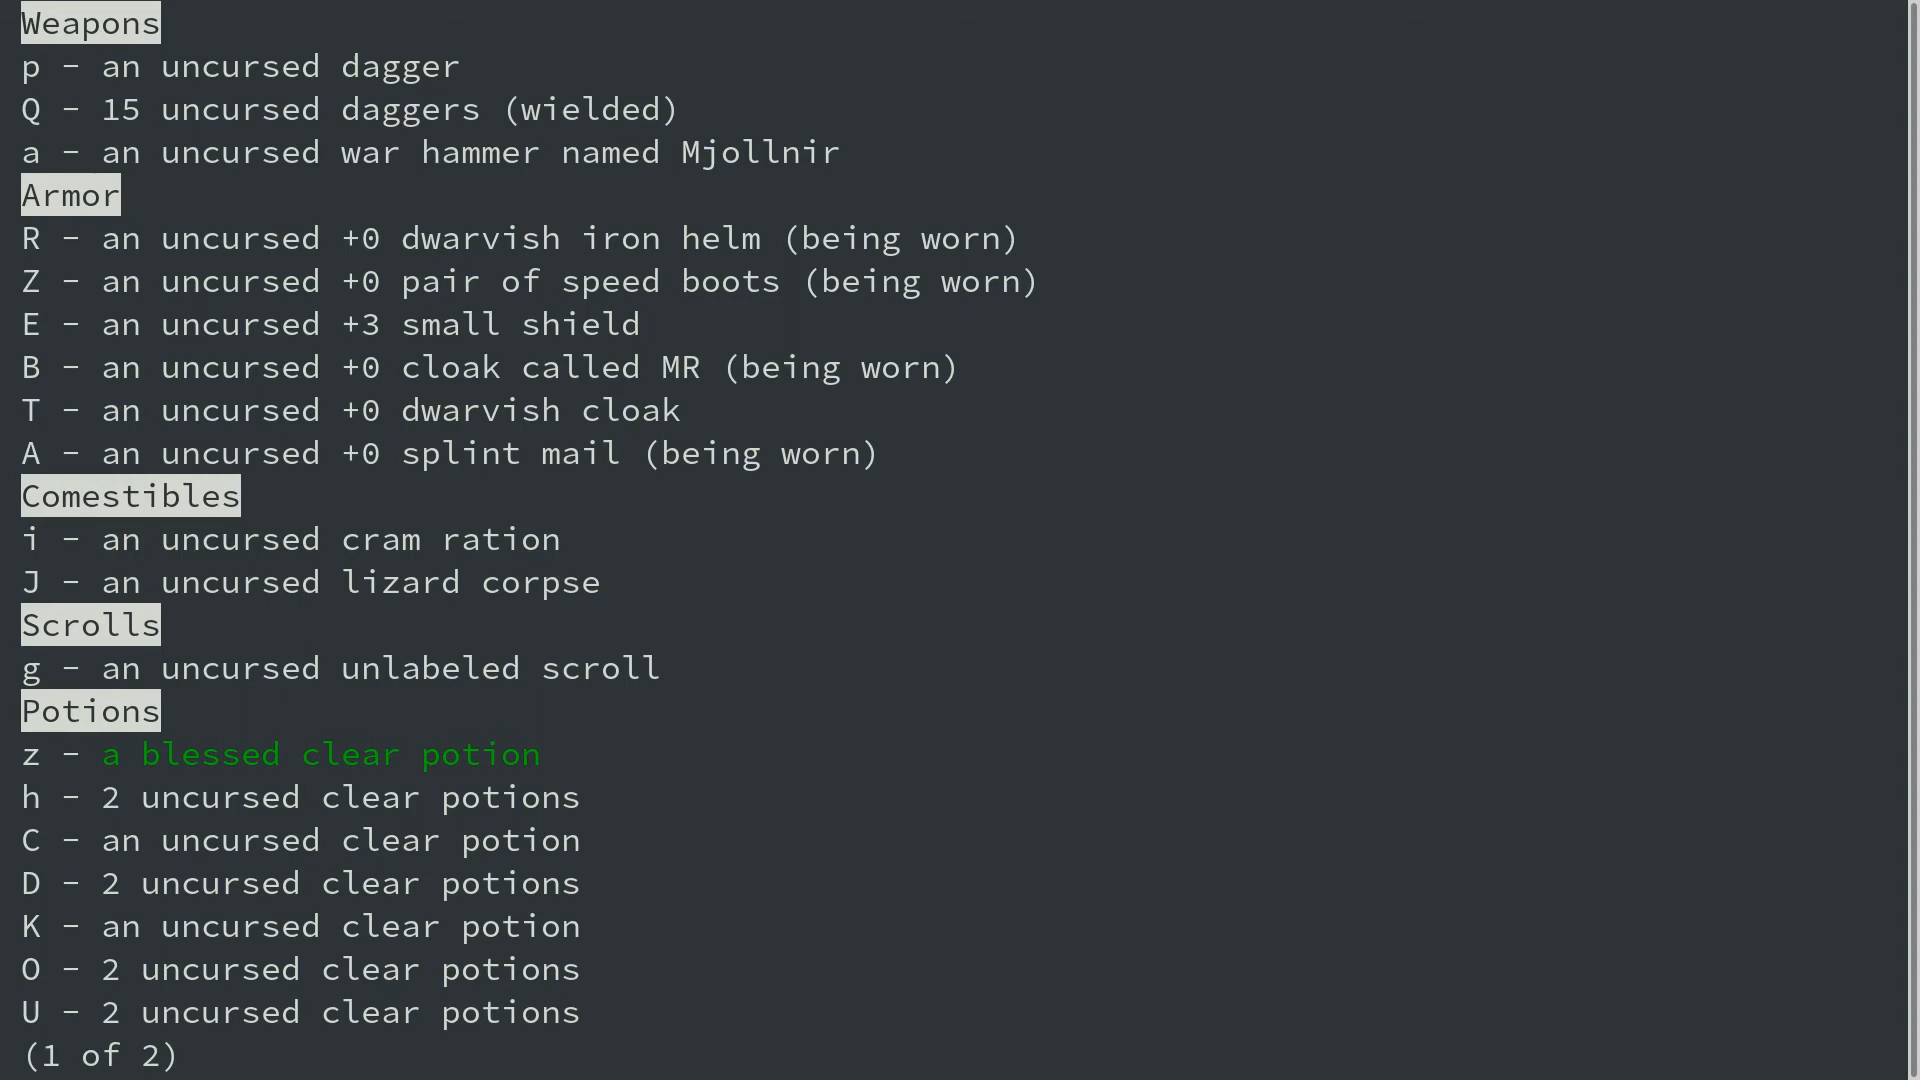 Weapons
p - an uncursed dagger
Q - 15 uncursed daggers (wielded)
a - an uncursed war hammer named Mjollnir
Armor
R - an uncursed +0 dwarvish iron helm (being worn)
Z - an uncursed +0 pair of speed boots (being worn)
E - an uncursed +3 small shield
B - an uncursed +0 cloak called MR (being worn)
T - an uncursed +0 dwarvish cloak
A - an uncursed +0 splint mail (being worn)
Comestibles
i - an uncursed cram ration
J - an uncursed lizard corpse
Scrolls
g - an uncursed unlabeled scroll
Potions
z - a blessed clear potion
h - 2 uncursed clear potions
C - an uncursed clear potion
D - 2 uncursed clear potions
K - an uncursed clear potion
O - 2 uncursed clear potions
U - 2 uncursed clear potions
(1 of 2)